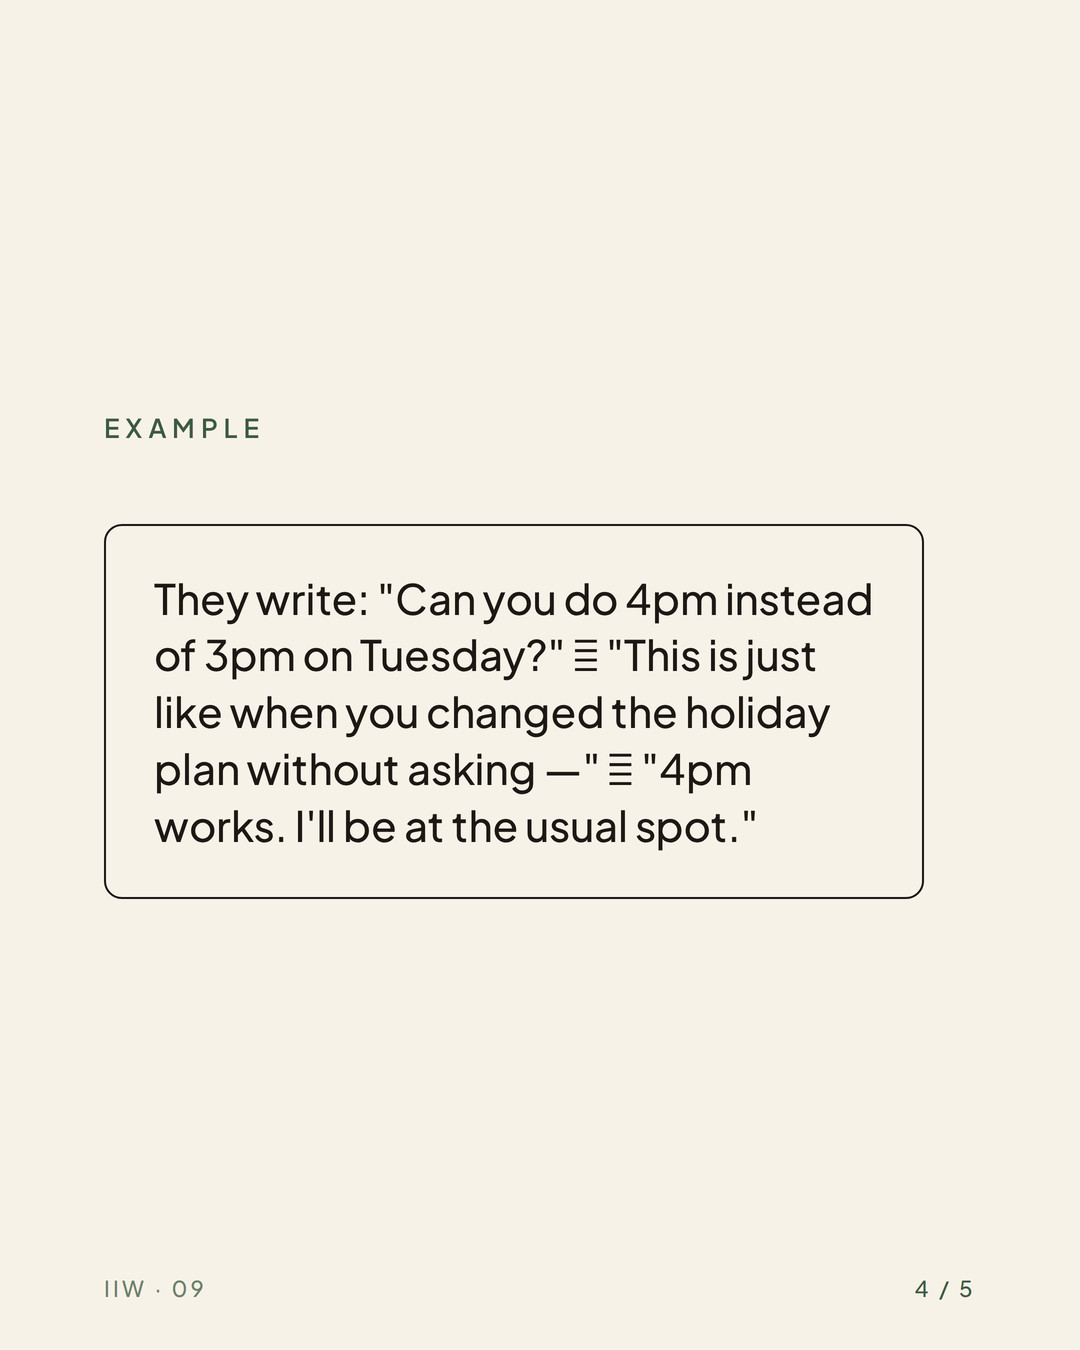 EXAMPLE
They write: "Can you do 4pm instead
of 3pm on Tuesday?" 𝌆 "This is just
like when you changed the holiday
plan without asking —" 𝌆 "4pm
works. I'll be at the usual spot."
IIW · 09
4 / 5